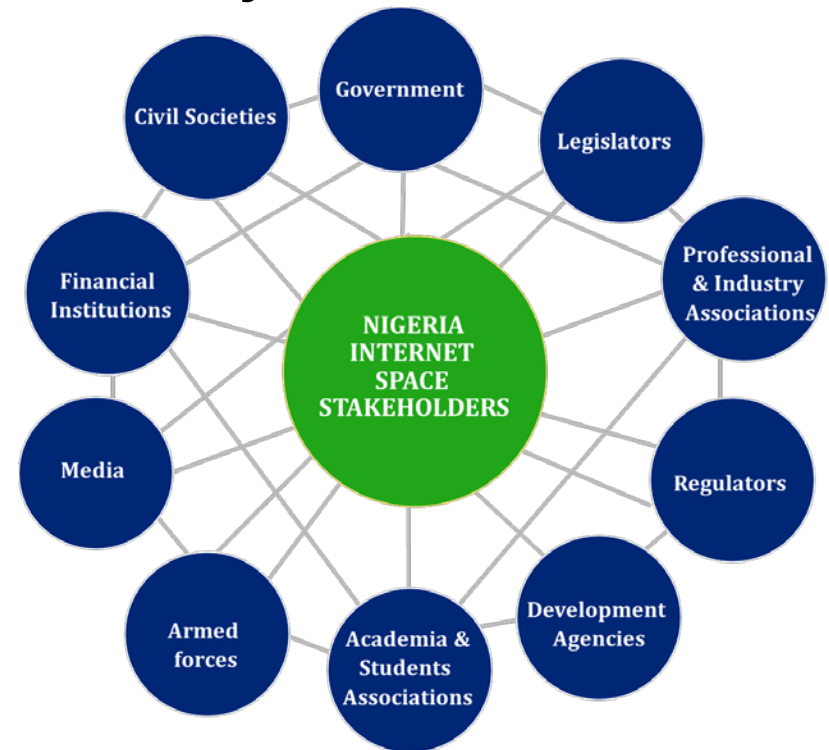 Government
Civil Societies
Legislators
Professional
& Industry
Associations
Financial
Institutions
NIGERIA
INTERNET
SPACE
STAKEHOLDERS
Media
Regulators
Development
Agencies
Armed
forces
Academia &
Students
Associations